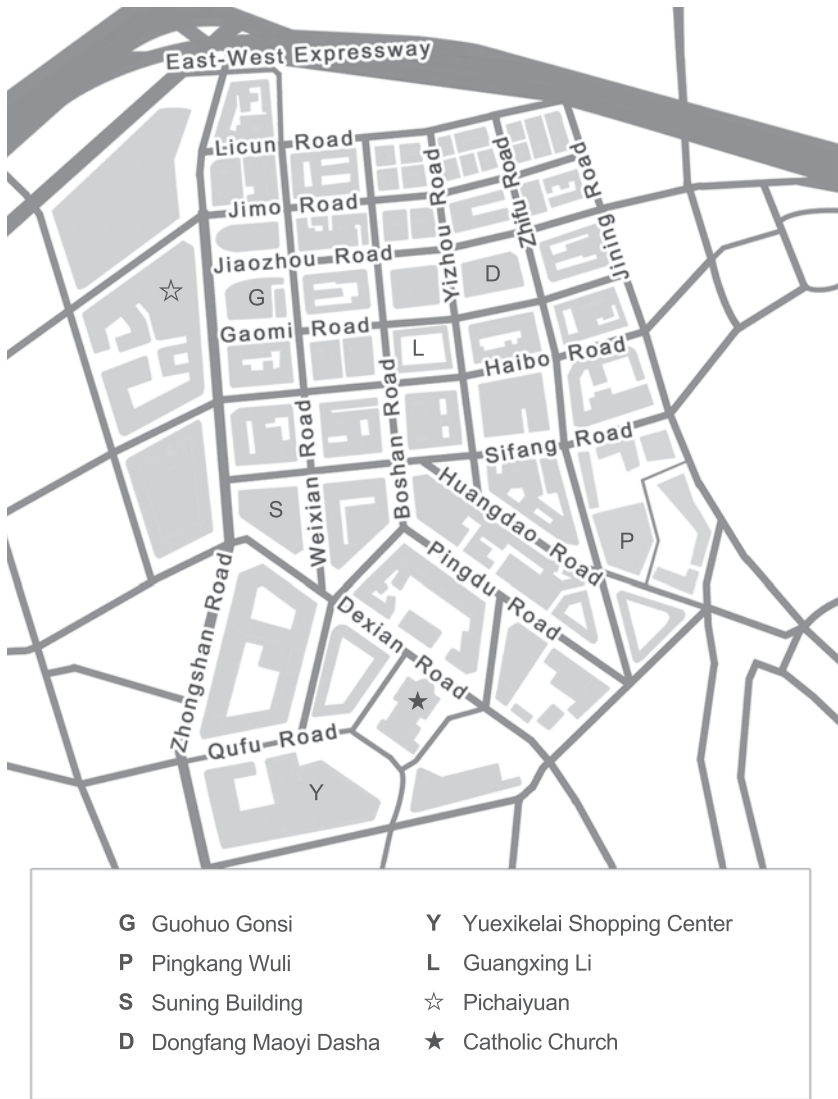 East-West Expressway
Licun Road
Jimo Road
Jiaozhou Road
Yizhou Road
Zhifu Road
Jining Road
☆
G
D
Gaomi Road
L
Haibo Road
Weixian Road
Boshan Road
Sifang Road
Huangdao Road
S
P
Pingdu Road
Zhongshan Road
Dexian Road
★
Qufu Road
Y
G Guohuo Gonsi
P Pingkang Wuli
S Suning Building
D Dongfang Maoyi Dasha
Y Yuexikelai Shopping Center
L Guangxing Li
☆ Pichaiyuan
★ Catholic Church